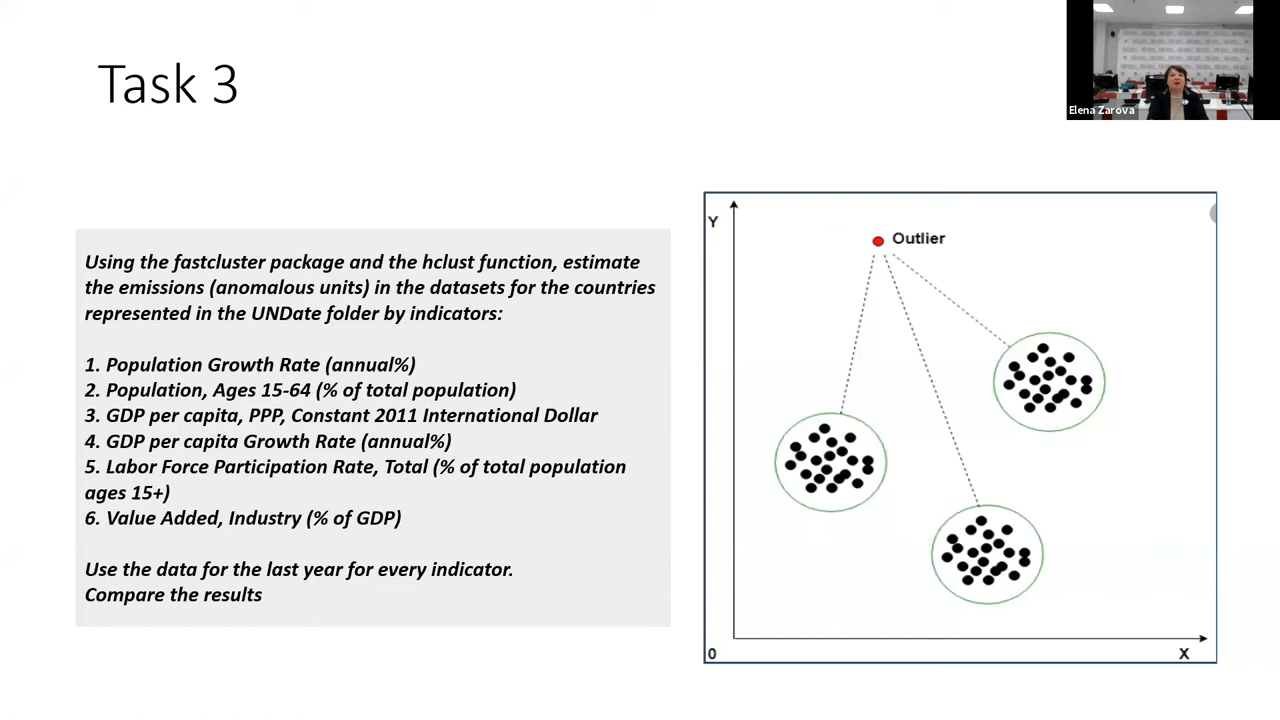 Task 3
Elena Zarova
Using the fastcluster package and the hclust function, estimate
the emissions (anomalous units) in the datasets for the countries
represented in the UNDate folder by indicators:
1. Population Growth Rate (annual%)
2. Population, Ages 15-64 (% of total population)
3. GDP per capita, PPP, Constant 2011 International Dollar
4. GDP per capita Growth Rate (annual%)
5. Labor Force Participation Rate, Total (% of total population
ages 15+)
6. Value Added, Industry (% of GDP)
Use the data for the last year for every indicator.
Compare the results
Y
Outlier
0
X